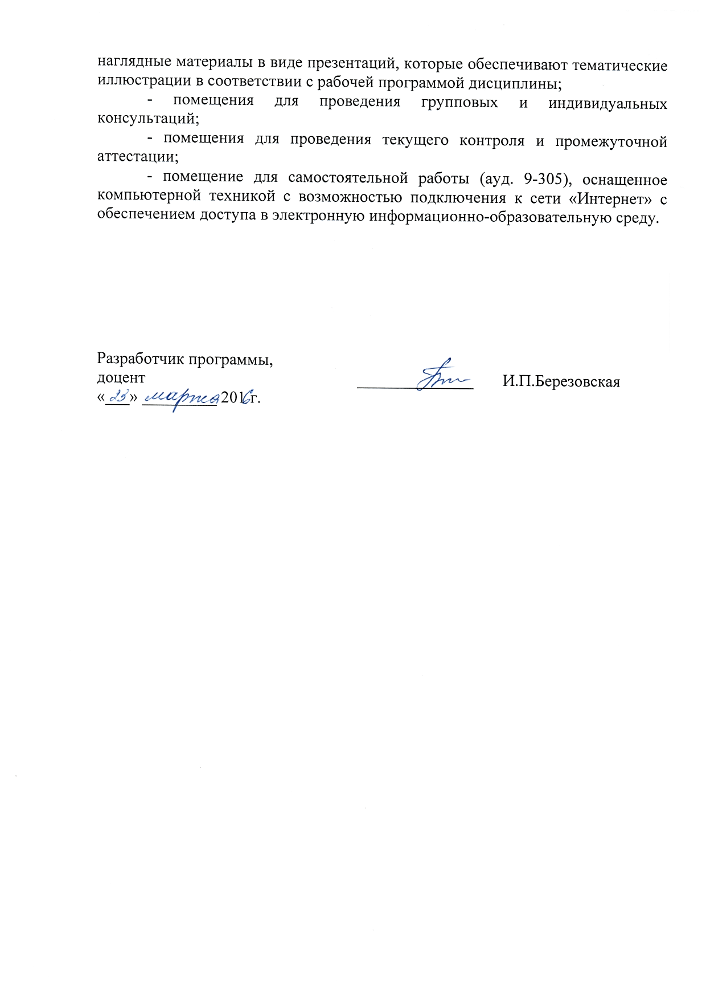 наглядные материалы в виде презентаций, которые обеспечивают тематические
иллюстрации в соответствии с рабочей программой дисциплины;
- помещения для проведения групповых и индивидуальных
консультаций;
- помещения для проведения текущего контроля и промежуточной
аттестации;
- помещение для самостоятельной работы (ауд. 9-305), оснащенное
компьютерной техникой с возможностью подключения к сети «Интернет» с
обеспечением доступа в электронную информационно-образовательную среду.
Разработчик программы,
доцент
И.П.Березовская
«23» марта 2016г.